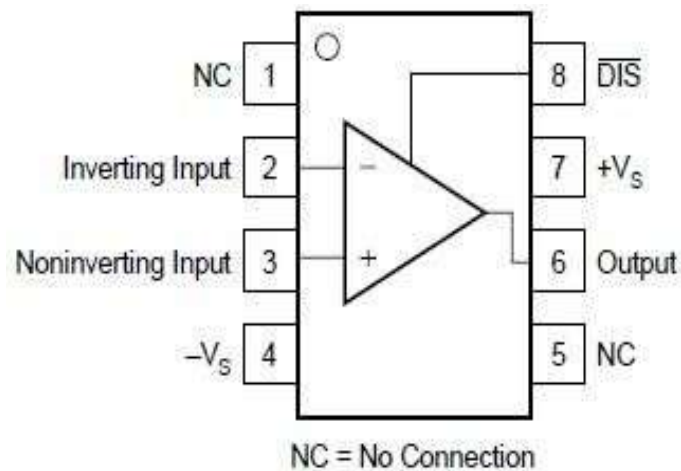 NC 1
8 D̅I̅S̅
Inverting Input 2 −
7 +VS
Noninverting Input 3 +
6 Output
–VS 4
5 NC
NC = No Connection